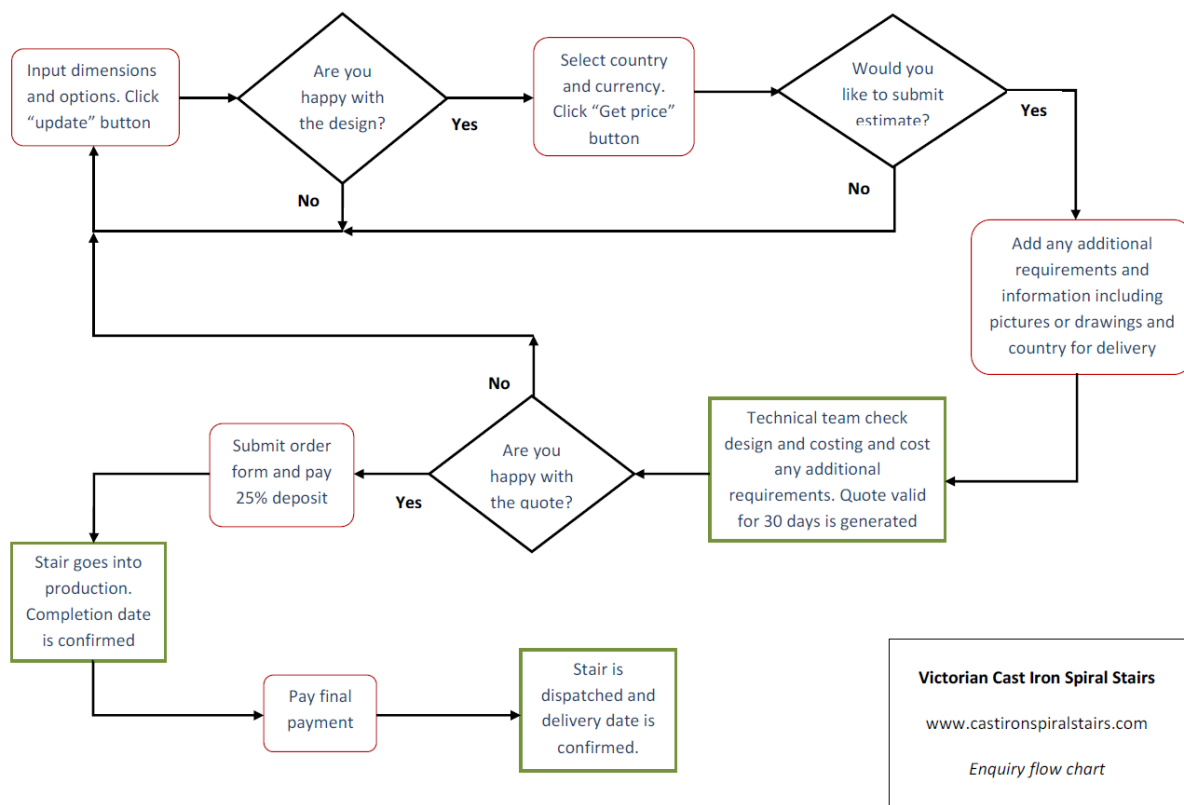 Input dimensions
and options. Click
“update” button
Are you
happy with
the design?
Yes
No
Select country
and currency.
Click “Get price”
button
Would you
like to submit
estimate?
Yes
No
Add any additional
requirements and
information including
pictures or drawings and
country for delivery
Technical team check
design and costing and cost
any additional
requirements. Quote valid
for 30 days is generated
Are you
happy with
the quote?
No
Yes
Submit order
form and pay
25% deposit
Stair goes into
production.
Completion date
is confirmed
Pay final
payment
Stair is
dispatched and
delivery date is
confirmed.
Victorian Cast Iron Spiral Stairs
www.castironspiralstairs.com
Enquiry flow chart